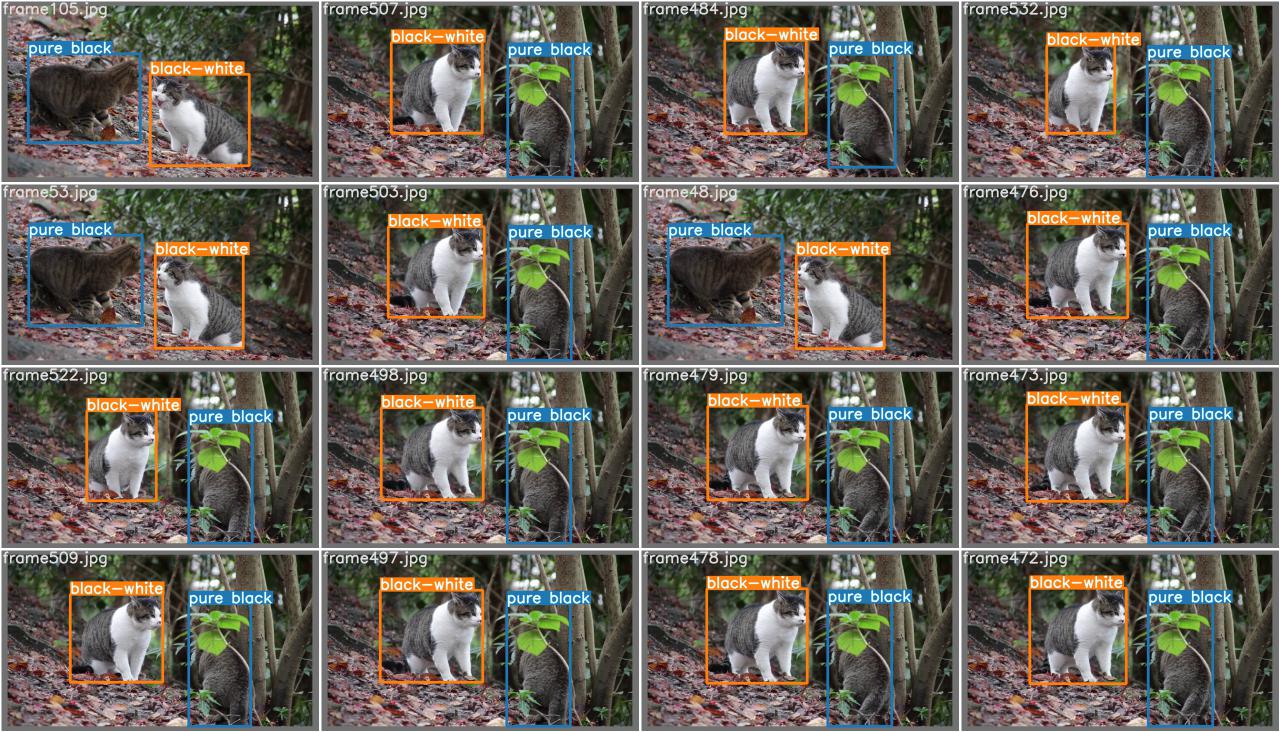 frame105.jpg
pure black
black-white
frame507.jpg
black-white
pure black
frame484.jpg
black-white
pure black
frame532.jpg
black-white
pure black
frame53.jpg
pure black
black-white
frame503.jpg
black-white
pure black
frame48.jpg
pure black
black-white
frame476.jpg
black-white
pure black
frame522.jpg
black-white
pure black
frame498.jpg
black-white
pure black
frame479.jpg
black-white
pure black
frame473.jpg
black-white
pure black
frame509.jpg
black-white
pure black
frame497.jpg
black-white
pure black
frame478.jpg
black-white
pure black
frame472.jpg
black-white
pure black